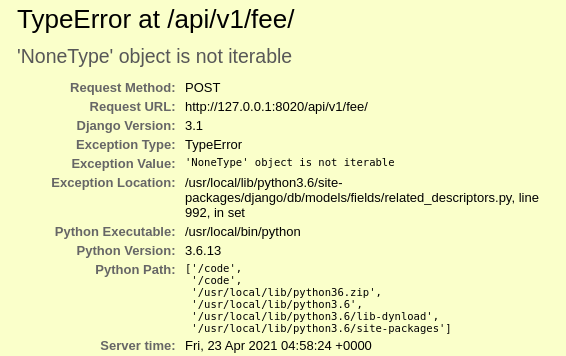 TypeError at /api/v1/fee/
'NoneType' object is not iterable
Request Method: POST
Request URL: http://127.0.0.1:8020/api/v1/fee/
Django Version: 3.1
Exception Type: TypeError
Exception Value: 'NoneType' object is not iterable
Exception Location: /usr/local/lib/python3.6/site-
packages/django/db/models/fields/related_descriptors.py, line
992, in set
Python Executable: /usr/local/bin/python
Python Version: 3.6.13
Python Path: ['/code',
'/code',
'/usr/local/lib/python36.zip',
'/usr/local/lib/python3.6',
'/usr/local/lib/python3.6/lib-dynload',
'/usr/local/lib/python3.6/site-packages']
Server time: Fri, 23 Apr 2021 04:58:24 +0000